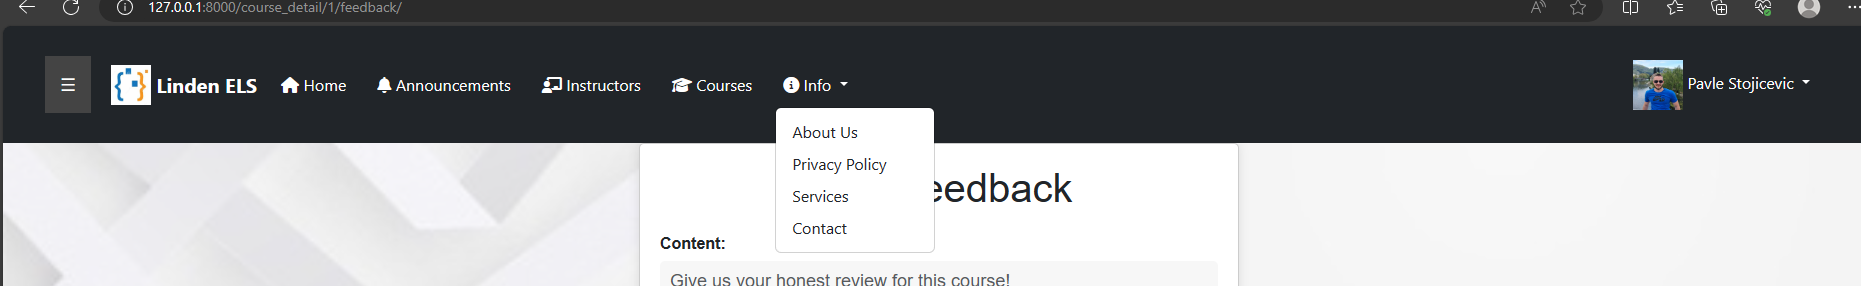 127.0.0.1:8000/course_detail/1/feedback/
Linden ELS Home Announcements Instructors Courses Info Pavle Stojicevic
About Us
Privacy Policy
Services
Contact
eedback
Content:
Give us your honest review for this course!